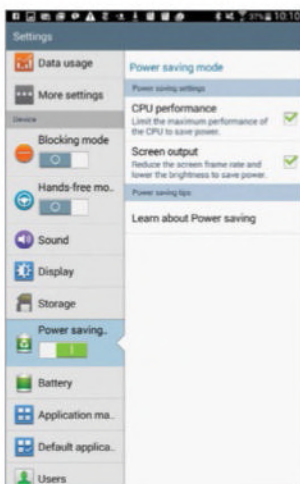 37% 10:10
Settings
Data usage
More settings
Device
Blocking mode
Hands-free mo..
Sound
Display
Storage
Power saving..
Battery
Application ma..
Default applica..
Users
Power saving mode
Power saving settings
CPU performance
Limit the maximum performance of
the CPU to save power.
Screen output
Reduce the screen frame rate and
lower the brightness to save power.
Power saving tips
Learn about Power saving